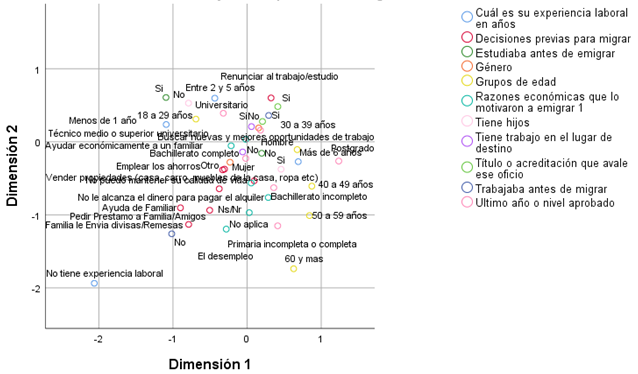 Cuál es su experiencia laboral
en años
Decisiones previas para migrar
Estudiaba antes de emigrar
Género
Grupos de edad
Razones económicas que lo
motivaron a emigrar 1
Tiene hijos
Tiene trabajo en el lugar de
destino
Título o acreditación que avale
ese oficio
Trabajaba antes de migrar
Ultimo año o nivel aprobado
Dimensión 2
1
0
-1
-2
Renunciar al trabajo/estudio
Si
No
Entre 2 y 5 años
Si
Universitario
18 a 29 años
Si
No
Si
Menos de 1 año
30 a 39 años
Técnico medio o superior universitario
Buscar nuevas y mejores oportunidades de trabajo
Hombre
Ayudar económicamente a un familiar
Postgrado
Bachillerato completo
No
No
Más de 6 años
Si
Emplear los ahorros
Otro
Mujer
Vender propiedades (casa, carro, muebles de la casa, ropa etc)
No puedo mantener su calidad de vida
40 a 49 años
No le alcanza el dinero para pagar el alquiler
Bachillerato incompleto
Ayuda de Familiar
Ns/Nr
Pedir Prestamo a Familia/Amigos
50 a 59 años
Familia le Envia divisas/Remesas
No aplica
No
Primaria incompleta o completa
El desempleo
60 y mas
No tiene experiencia laboral
-2
-1
0
1
Dimensión 1